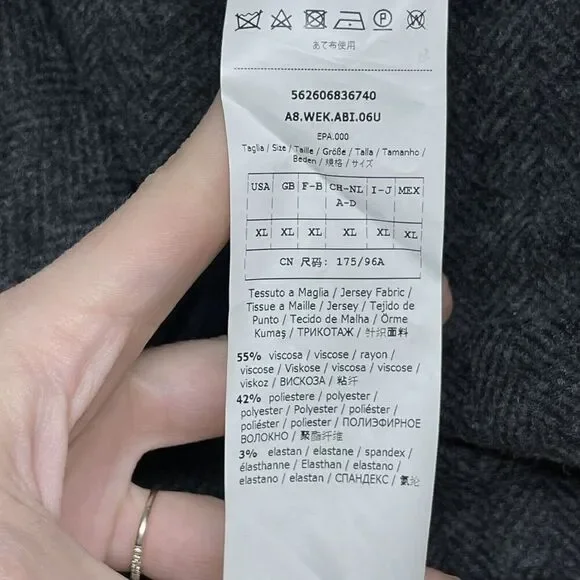 あて布使用
562606836740
A8.WEK.ABI.06U
EPA.000
Taglia / Size / Taille / Größe / Talla / Tamanho /
Beden / 規格 / サイズ
USA GB F-B CH-NL I-J MEX
A-D
XL XL XL XL XL XL
CN 尺码: 175/96A
Tessuto a Maglia / Jersey Fabric /
Tissue a Maille / Jersey / Tejido de
Punto / Tecido de Malha / Örme
Kumaş / ТРИКОТАЖ / 针织面料
55% viscosa / viscose / rayon /
viscose / Viskose / viscosa / viscose /
viskoz / ВИСКОЗА / 粘纤
42% poliestere / polyester /
polyester / Polyester / poliéster /
poliéster / poliester / ПОЛИЭФИРНОЕ
ВОЛОКНО / 聚酯纤维
3% elastan / elastane / spandex /
élasthanne / Elasthan / elastano /
elastano / elastan / СПАНДЕКС / 氨纶